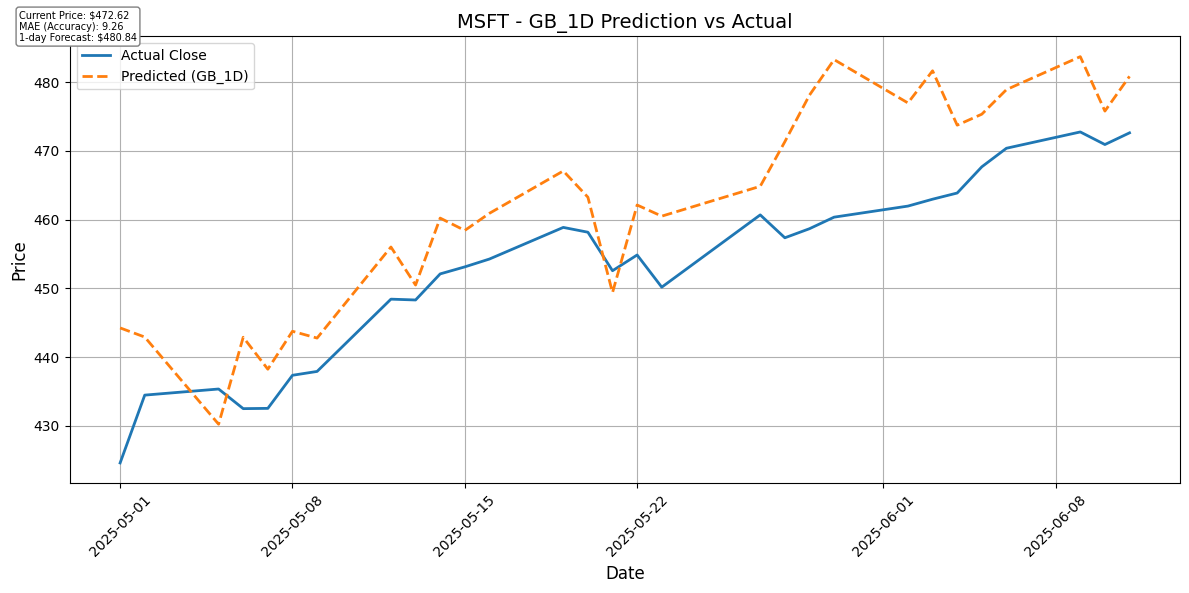 MSFT - GB_1D Prediction vs Actual
Current Price: $472.62
MAE (Accuracy): 9.26
1-day Forecast: $480.84
Actual Close
Predicted (GB_1D)
Price
480
470
460
450
440
430
2025-05-01
2025-05-08
2025-05-15
2025-05-22
2025-06-01
2025-06-08
Date